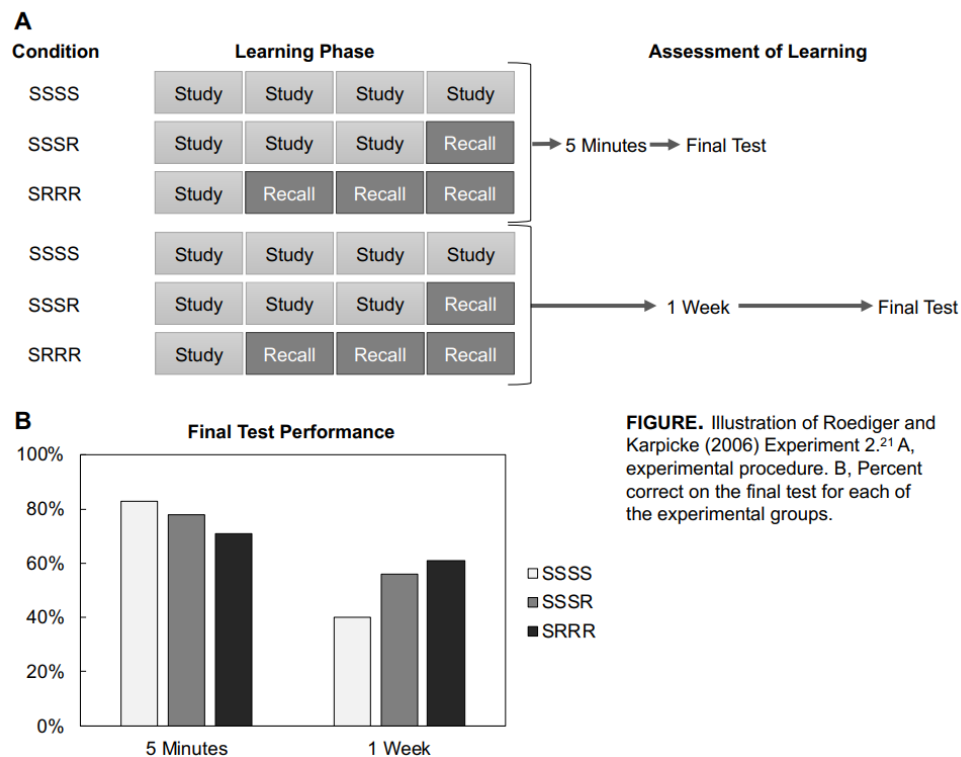 A
Condition Learning Phase Assessment of Learning
SSSS Study Study Study Study
SSSR Study Study Study Recall
SRRR Study Recall Recall Recall
5 Minutes Final Test
SSSS Study Study Study Study
SSSR Study Study Study Recall
SRRR Study Recall Recall Recall
1 Week Final Test
B
Final Test Performance
100%
80%
60%
40%
20%
0%
5 Minutes 1 Week
SSSS
SSSR
SRRR
FIGURE. Illustration of Roediger and
Karpicke (2006) Experiment 2.²¹ A,
experimental procedure. B, Percent
correct on the final test for each of
the experimental groups.